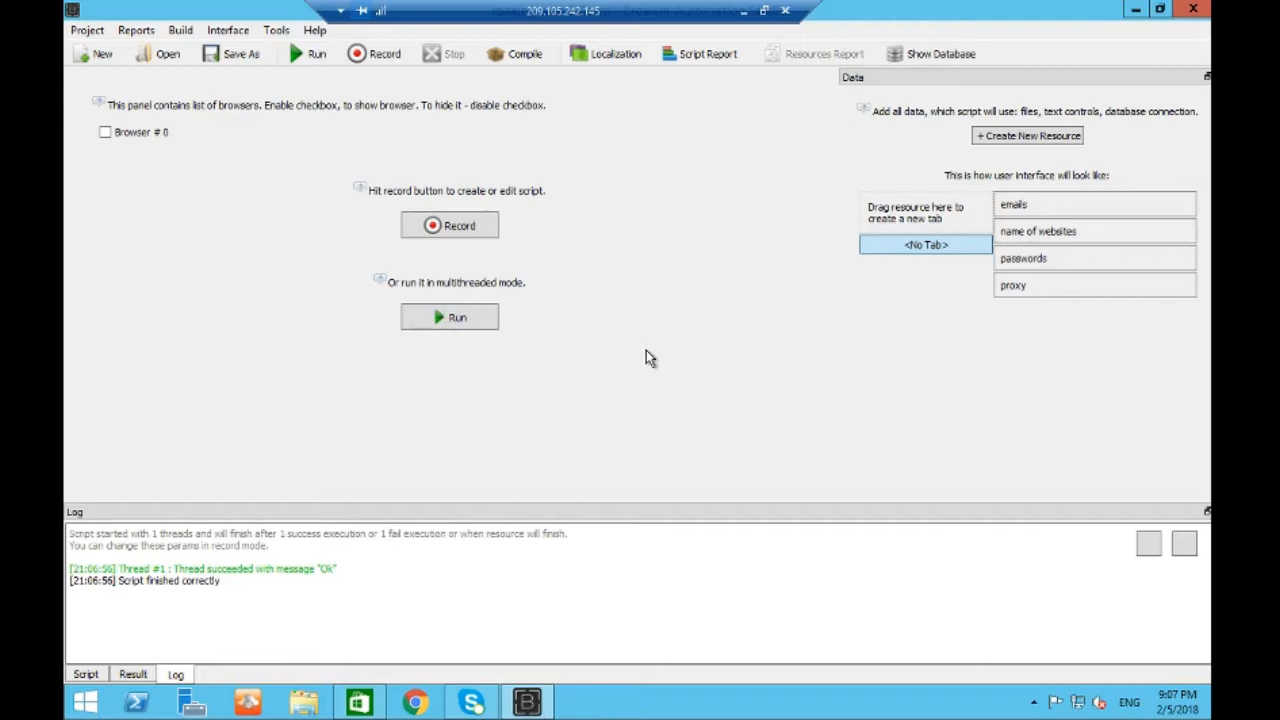 209.105.242.145
Project Reports Build Interface Tools Help
New Open Save As Run Record Stop Compile Localization Script Report Resources Report Show Database
Data
This panel contains list of browsers. Enable checkbox, to show browser. To hide it - disable checkbox.
Browser # 0
Add all data, which script will use: files, text controls, database connection.
+ Create New Resource
Hit record button to create or edit script.
Record
Or run it in multithreaded mode.
Run
This is how user interface will look like:
Drag resource here to
create a new tab
<No Tab>
emails
name of websites
passwords
proxy
Log
Script started with 1 threads and will finish after 1 success execution or 1 fail execution or when resource will finish.
You can change these params in record mode.
[21:06:56] Thread #1 : Thread succeeded with message "Ok"
[21:06:56] Script finished correctly
Script Result Log
ENG
9:07 PM
2/5/2018